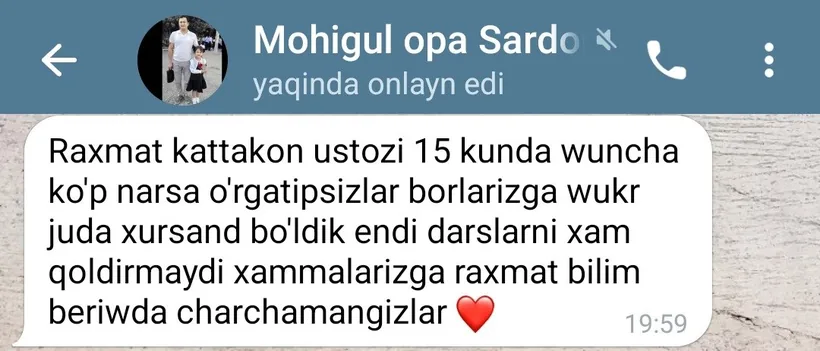 Mohigul opa Sardo
yaqinda onlayn edi
Raxmat kattakon ustozi 15 kunda wuncha
ko'p narsa o'rgatipsizlar borlarizga wukr
juda xursand bo'ldik endi darslarni xam
qoldirmaydi xammalarizga raxmat bilim
beriwda charchamangizlar ❤️
19:59